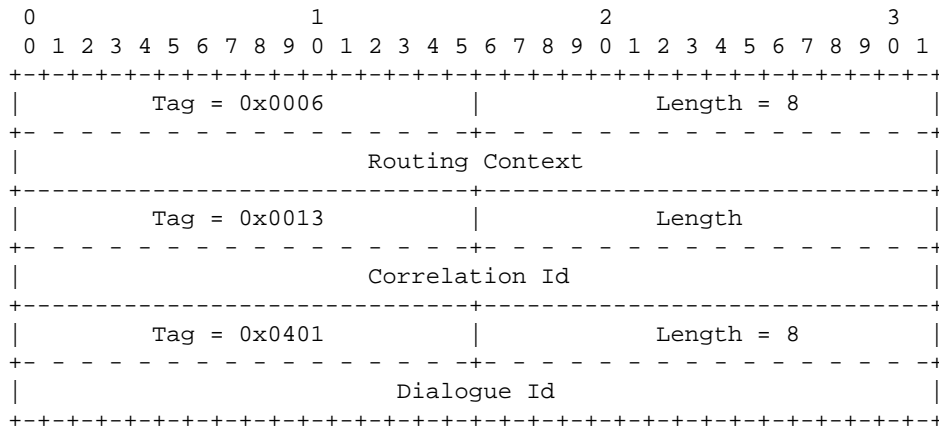 0                   1                   2                   3
 0 1 2 3 4 5 6 7 8 9 0 1 2 3 4 5 6 7 8 9 0 1 2 3 4 5 6 7 8 9 0 1
+-+-+-+-+-+-+-+-+-+-+-+-+-+-+-+-+-+-+-+-+-+-+-+-+-+-+-+-+-+-+-+-+
|         Tag = 0x0006          |            Length = 8         |
+- - - - - - - - - - - - - - - -+- - - - - - - - - - - - - - - -+
|                        Routing Context                        |
+-------------------------------+-------------------------------+
|         Tag = 0x0013          |            Length             |
+- - - - - - - - - - - - - - - -+- - - - - - - - - - - - - - - -+
|                        Correlation Id                         |
+-------------------------------+-------------------------------+
|         Tag = 0x0401          |            Length = 8         |
+- - - - - - - - - - - - - - - -+- - - - - - - - - - - - - - - -+
|                          Dialogue Id                          |
+-+-+-+-+-+-+-+-+-+-+-+-+-+-+-+-+-+-+-+-+-+-+-+-+-+-+-+-+-+-+-+-+